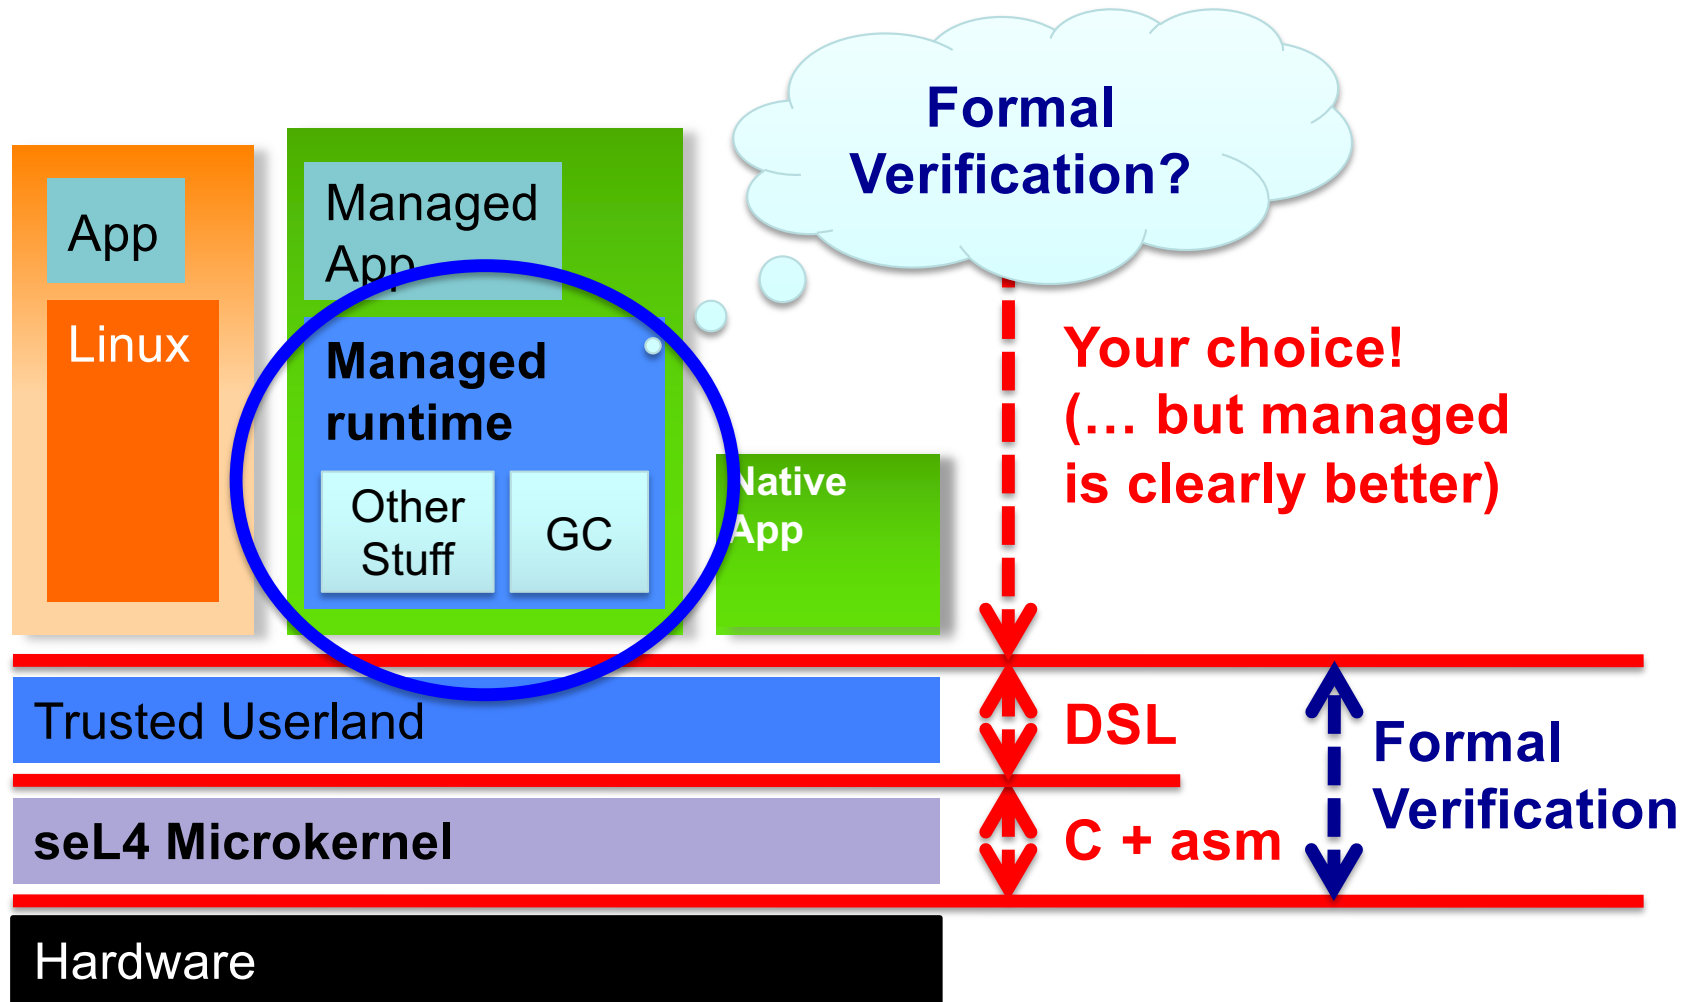 Formal
Verification?
App
Linux
Managed
App
Managed
runtime
Other
Stuff
GC
Native
App
Your choice!
(… but managed
is clearly better)
Trusted Userland
DSL
Formal
Verification
seL4 Microkernel
C + asm
Hardware